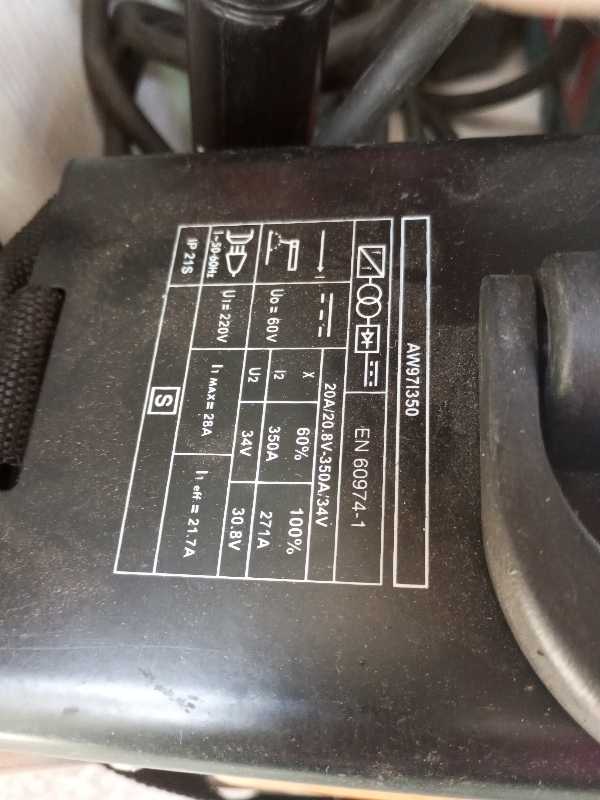 AW97I350
EN 60974-1
20A/20.8V-350A/34V
X 60% 100%
U0 = 60V I2 350A 271A
U2 34V 30.8V
1~50-60Hz U1 = 220V I1 MAX = 28A I1 eff = 21.7A
IP 21S S